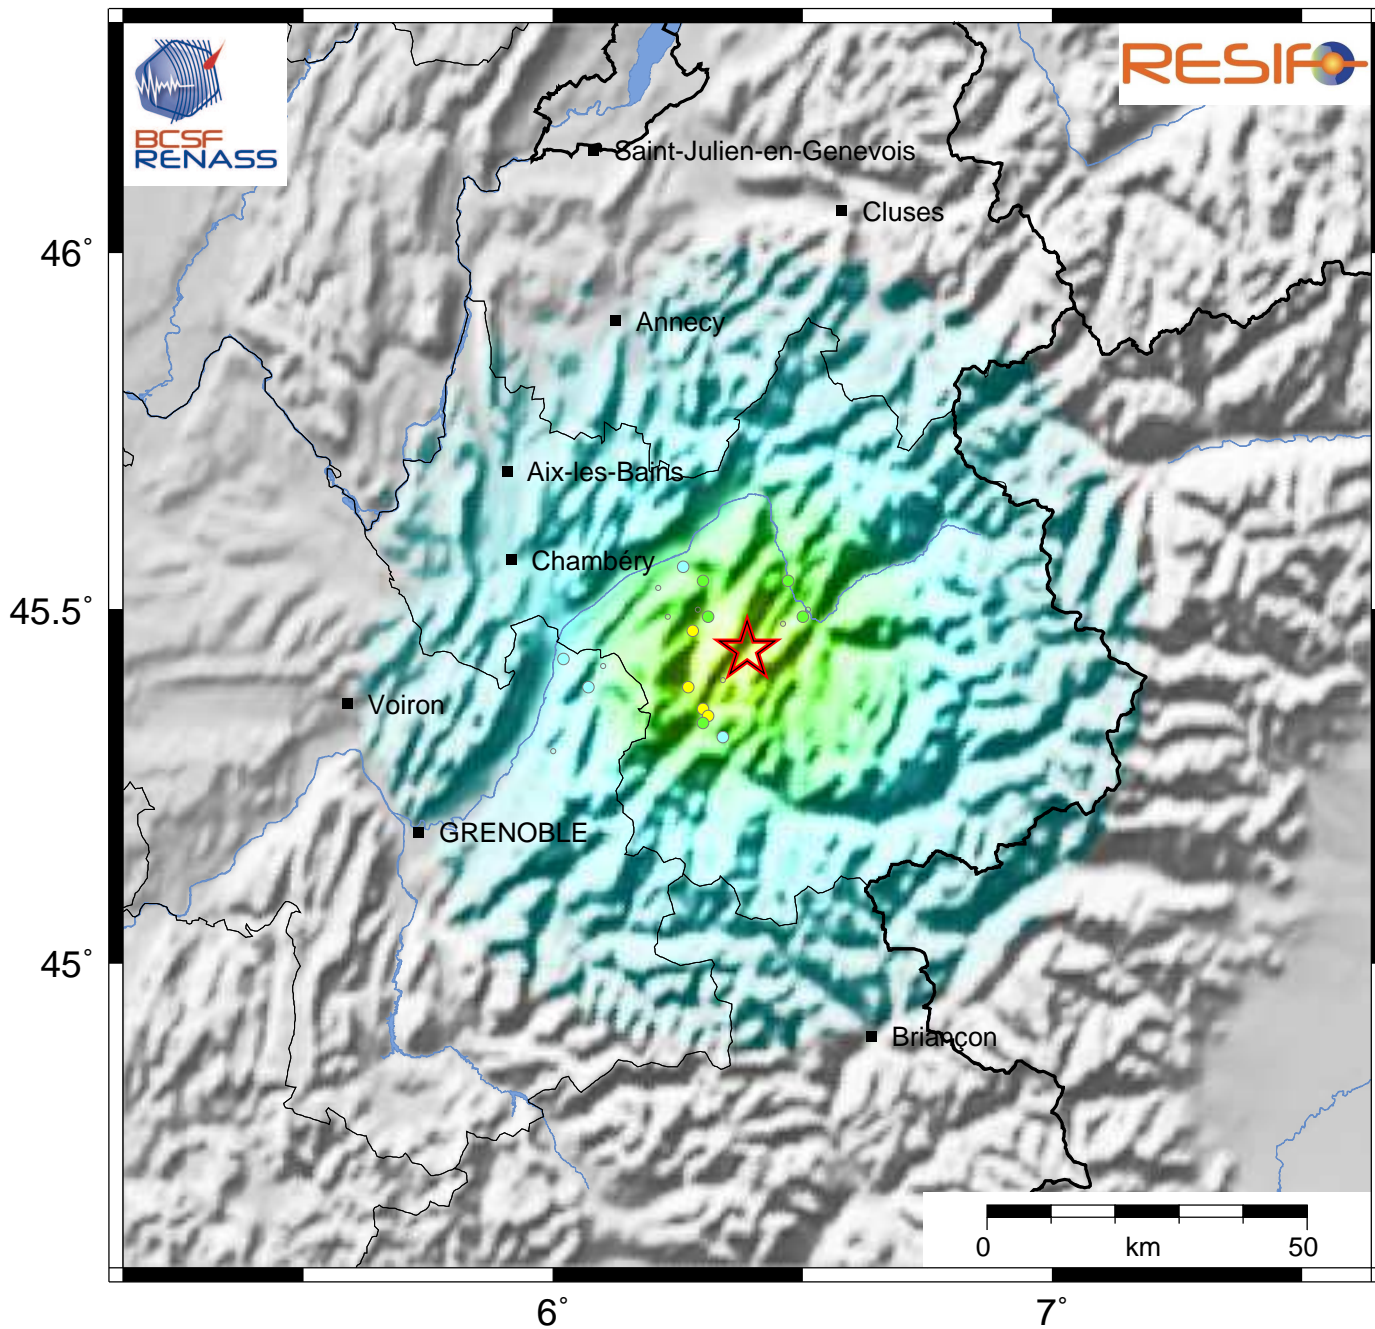 BCSF
RENASS
RESIF
Saint-Julien-en-Genevois
Cluses
46°
Annecy
Aix-les-Bains
Chambéry
45.5°
Voiron
GRENOBLE
45°
Briançon
0 km 50
6° 7°